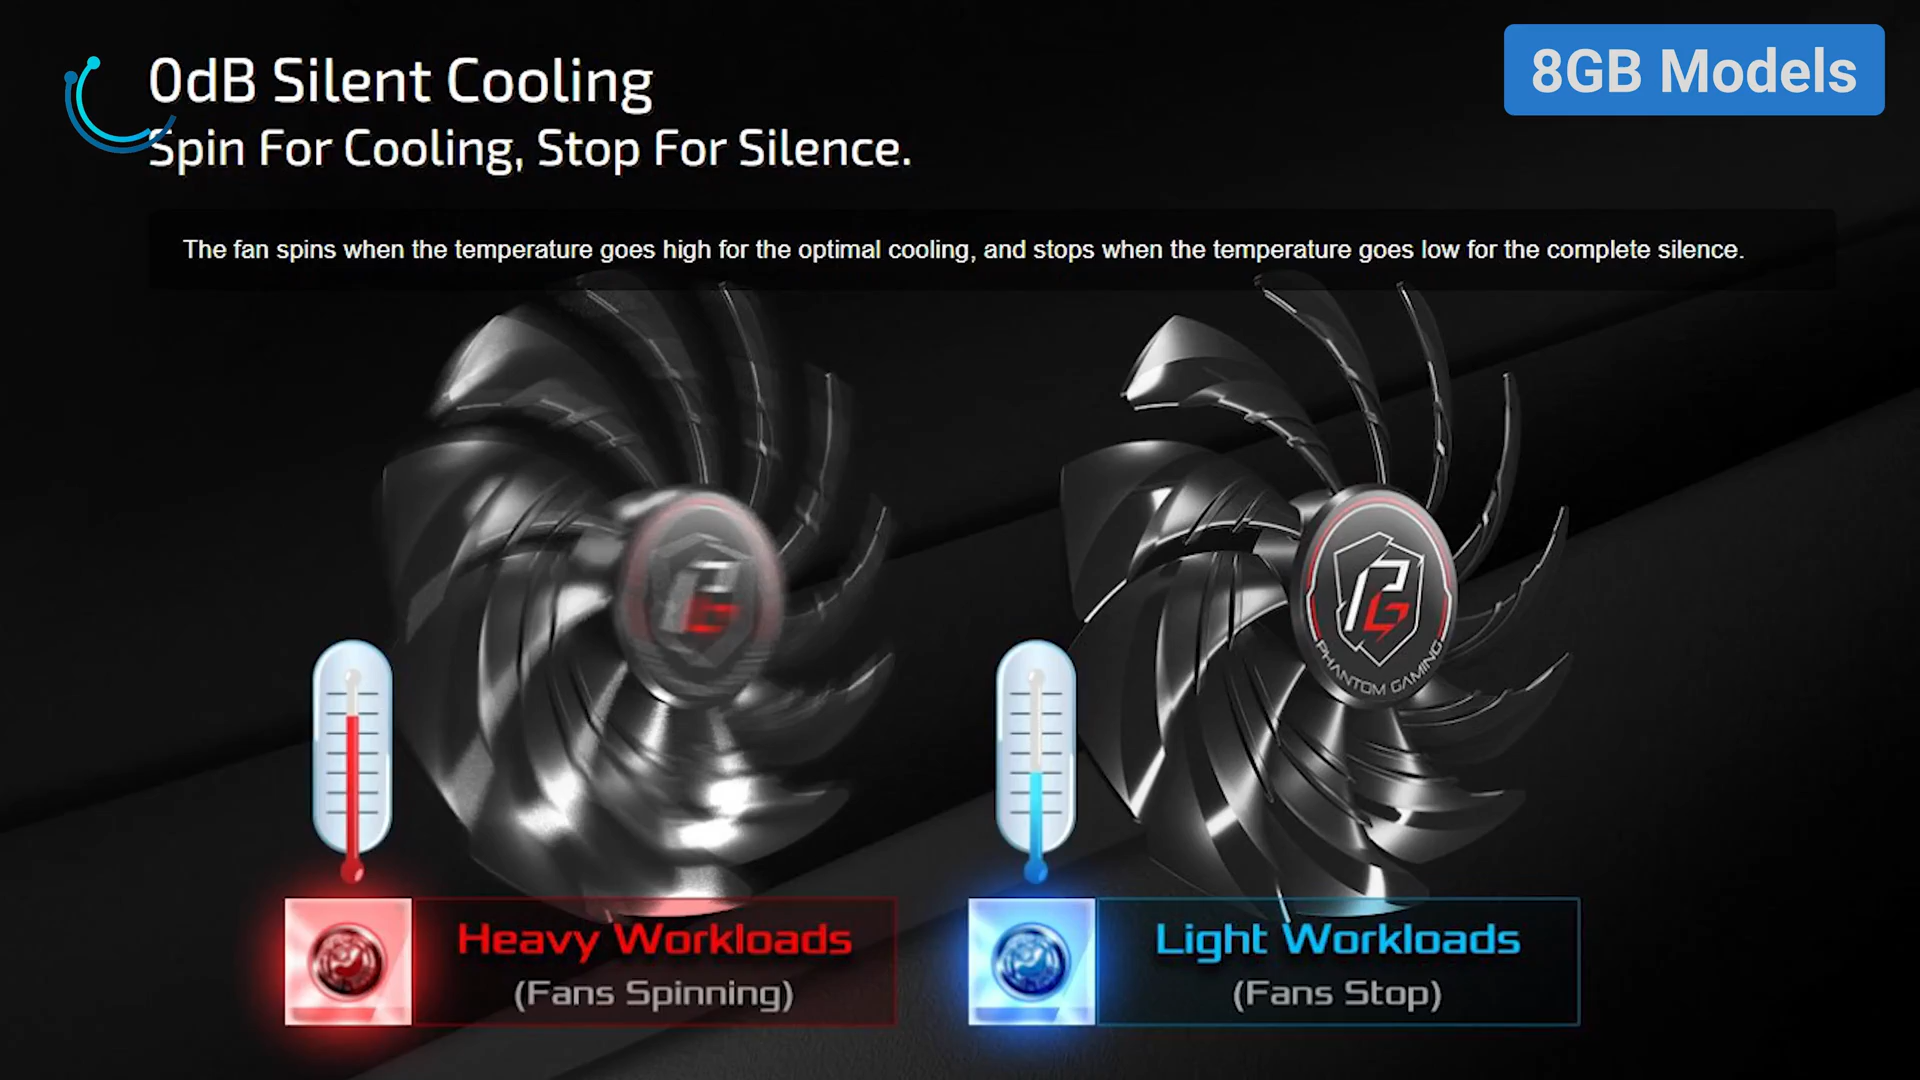 0dB Silent Cooling
8GB Models
Spin For Cooling, Stop For Silence.
The fan spins when the temperature goes high for the optimal cooling, and stops when the temperature goes low for the complete silence.
PG
PG
PHANTOM GAMING
Heavy Workloads
(Fans Spinning)
Light Workloads
(Fans Stop)